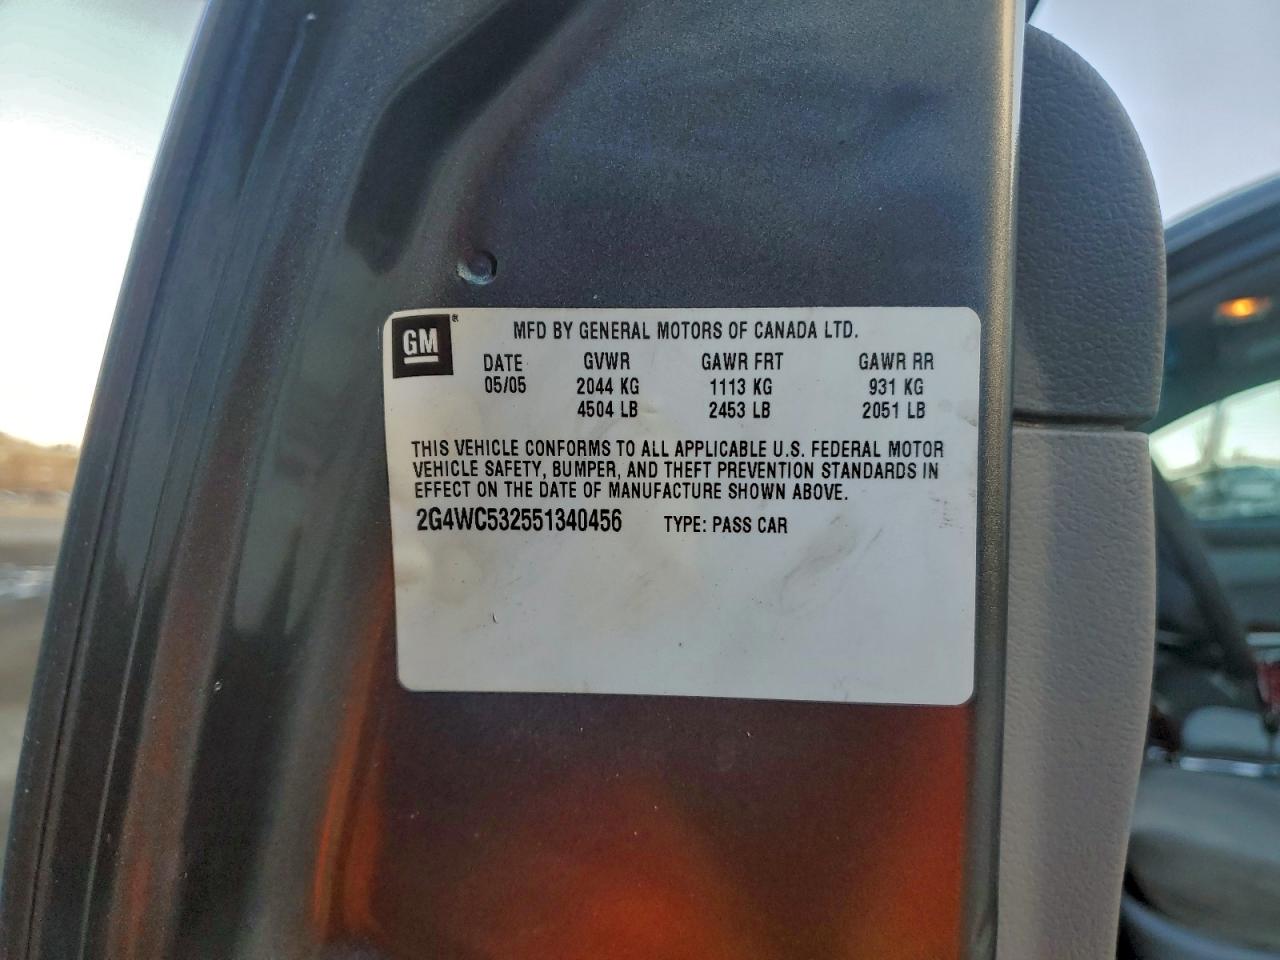 GM ® MFD BY GENERAL MOTORS OF CANADA LTD.
DATE GVWR GAWR FRT GAWR RR
05/05 2044 KG 1113 KG 931 KG
4504 LB 2453 LB 2051 LB
THIS VEHICLE CONFORMS TO ALL APPLICABLE U.S. FEDERAL MOTOR
VEHICLE SAFETY, BUMPER, AND THEFT PREVENTION STANDARDS IN
EFFECT ON THE DATE OF MANUFACTURE SHOWN ABOVE.
2G4WC532551340456 TYPE: PASS CAR